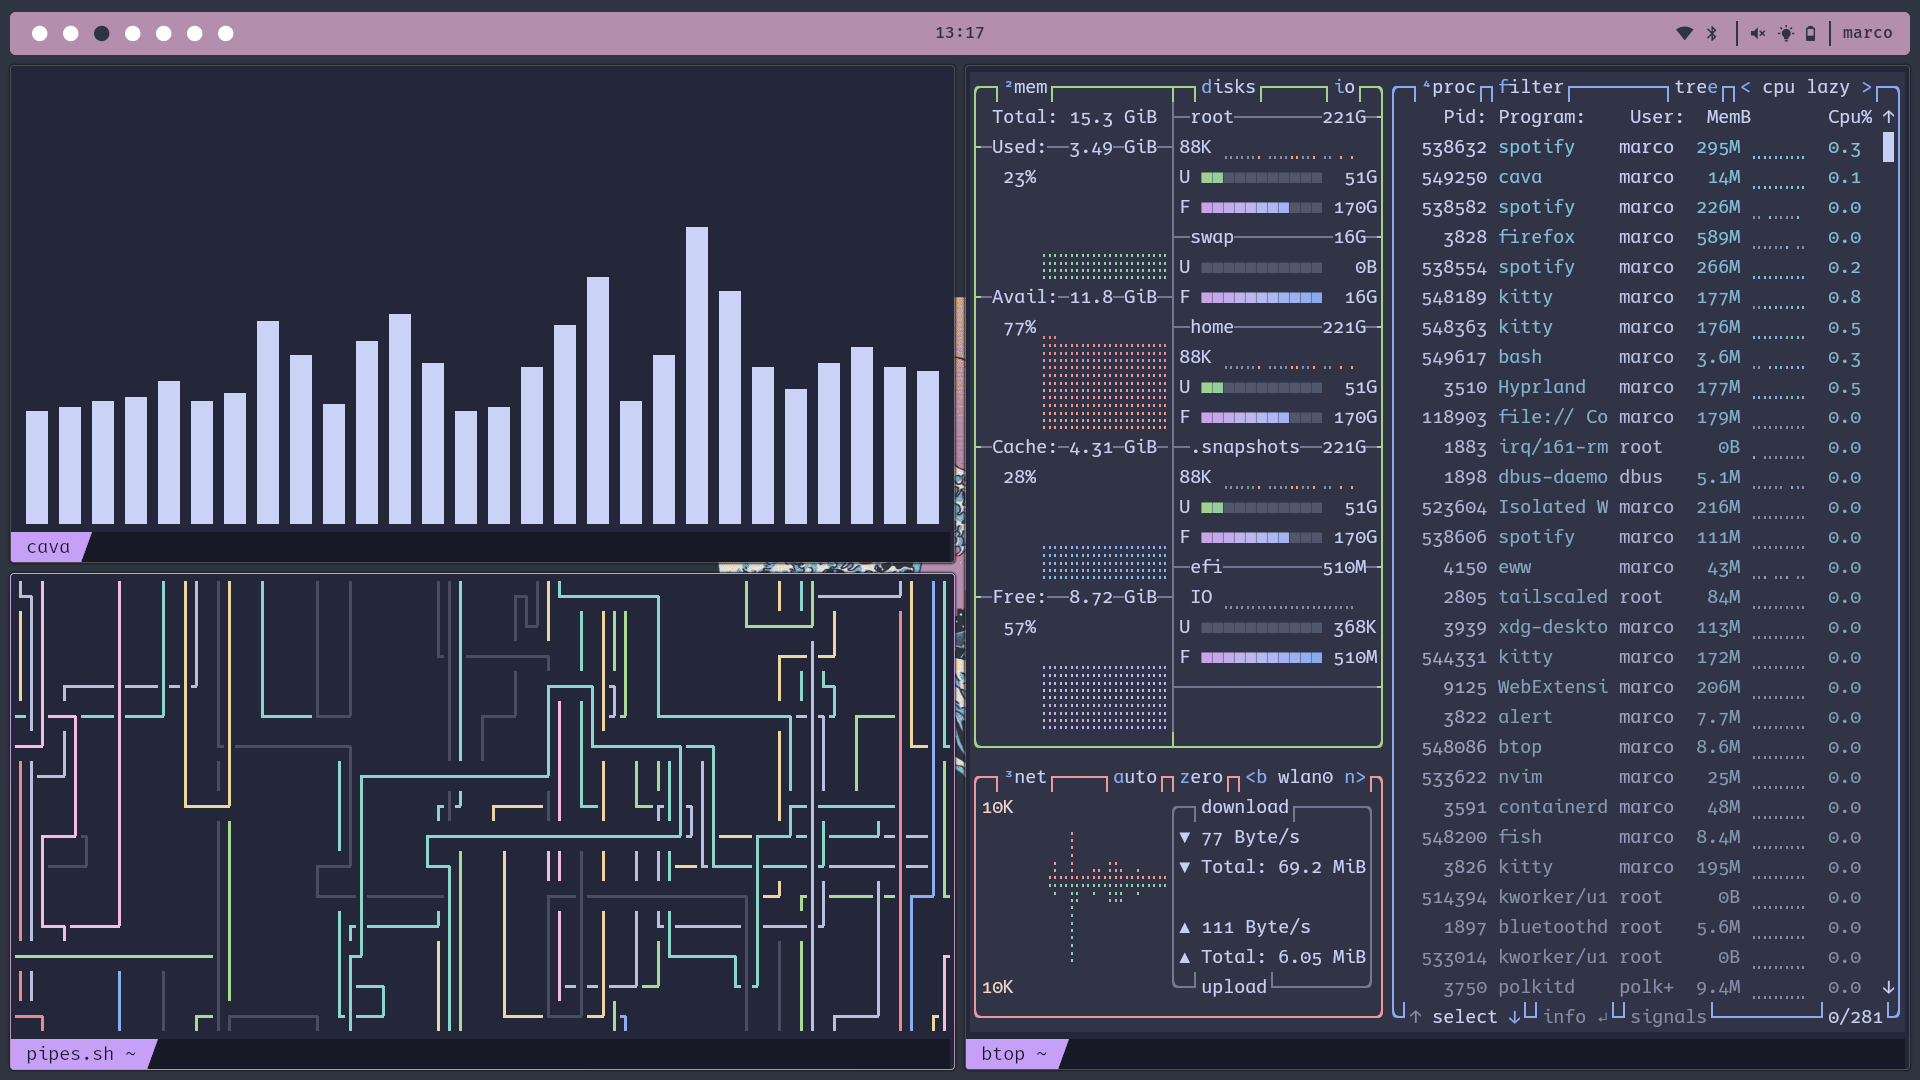 13:17
marco
cava
pipes.sh ~
²mem
disks
io
Total: 15.3 GiB
root 221G
Used: 3.49 GiB
88K
23%
U 51G
F 170G
swap 16G
U 0B
Avail: 11.8 GiB
F 16G
77%
home 221G
88K
U 51G
F 170G
Cache: 4.31 GiB
.snapshots 221G
28%
88K
U 51G
F 170G
efi 510M
Free: 8.72 GiB
IO
57%
U 368K
F 510M
³net
auto
zero
<b wlan0 n>
10K
download
▼ 77 Byte/s
▼ Total: 69.2 MiB
▲ 111 Byte/s
▲ Total: 6.05 MiB
10K
upload
⁴proc
filter
tree
< cpu lazy >
Pid: Program: User: MemB Cpu% ↑
538632 spotify marco 295M 0.3
549250 cava marco 14M 0.1
538582 spotify marco 226M 0.0
3828 firefox marco 589M 0.0
538554 spotify marco 266M 0.2
548189 kitty marco 177M 0.8
548363 kitty marco 176M 0.5
549617 bash marco 3.6M 0.3
3510 Hyprland marco 177M 0.5
118903 file:// Co marco 179M 0.0
1883 irq/161-rm root 0B 0.0
1898 dbus-daemo dbus 5.1M 0.0
523604 Isolated W marco 216M 0.0
538606 spotify marco 111M 0.0
4150 eww marco 43M 0.0
2805 tailscaled root 84M 0.0
3939 xdg-deskto marco 113M 0.0
544331 kitty marco 172M 0.0
9125 WebExtensi marco 206M 0.0
3822 alert marco 7.7M 0.0
548086 btop marco 8.6M 0.0
533622 nvim marco 25M 0.0
3591 containerd marco 48M 0.0
548200 fish marco 8.4M 0.0
3826 kitty marco 195M 0.0
514394 kworker/u1 root 0B 0.0
1897 bluetoothd root 5.6M 0.0
533014 kworker/u1 root 0B 0.0
3750 polkitd polk+ 9.4M 0.0 ↓
↑ select ↓ info ↵ signals 0/281
btop ~